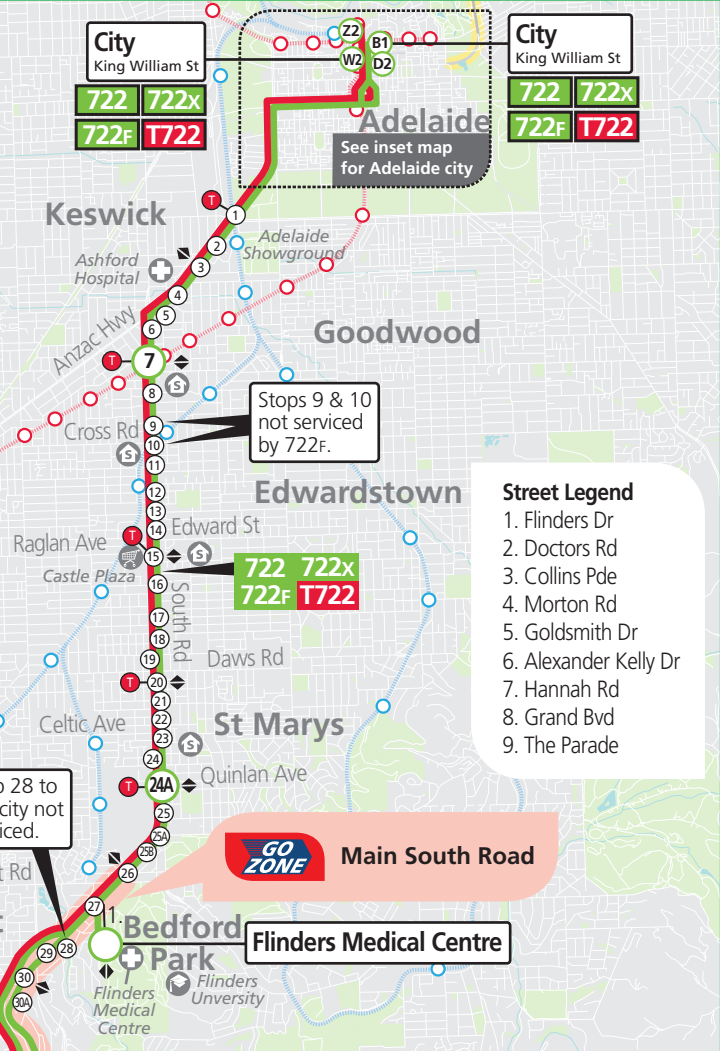 City
King William St
722 722X
722F T722
Z2
B1
W2
D2
City
King William St
722 722X
722F T722
Adelaide
See inset map
for Adelaide city
Keswick
T
1
2
3
Ashford
Hospital
Adelaide
Showground
4
5
6
Anzac Hwy
Goodwood
T
7
S
8
Stops 9 & 10
not serviced
by 722F.
Cross Rd
9
10
S
11
Edwardstown
12
13
14
Edward St
Raglan Ave
T
15
S
Castle Plaza
16
722 722X
722F T722
South Rd
17
18
19
Daws Rd
T
20
21
22
23
Celtic Ave
St Marys
S
24
T
24A
Quinlan Ave
25
25A
25B
26
Street Legend
1. Flinders Dr
2. Doctors Rd
3. Collins Pde
4. Morton Rd
5. Goldsmith Dr
6. Alexander Kelly Dr
7. Hannah Rd
8. Grand Bvd
9. The Parade
28 to
city not
GO
ZONE
Main South Road
Rd
27
1.
Bedford
Park
Flinders Medical Centre
28
29
30
30A
Flinders
Medical
Centre
Flinders
Unversity